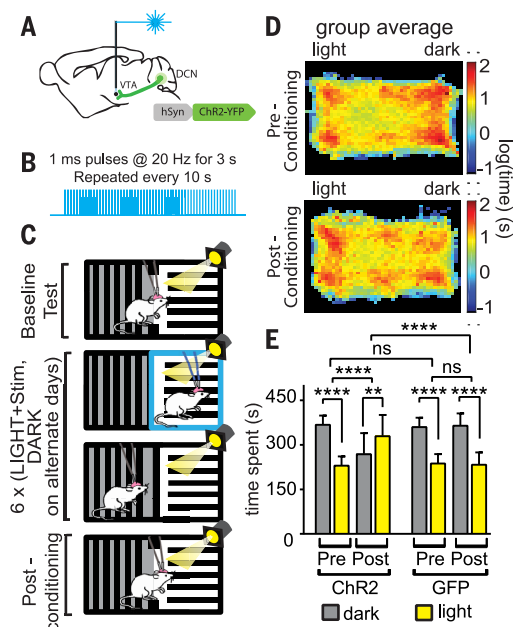 A
VTA
DCN
hSyn
ChR2-YFP
B
1 ms pulses @ 20 Hz for 3 s
Repeated every 10 s
C
Baseline
Test
6 x (LIGHT+Stim,
DARK
on alternate days)
Post -
conditioning
D
group average
light
dark
Pre -
Conditioning
2
1
0
-1
light
dark
Post -
Conditioning
2
1
0
-1
log(time) (s)
E
****
ns
****
ns
****
**
****
****
time spent (s)
450
300
150
0
Pre
Post
Pre
Post
ChR2
GFP
dark
light